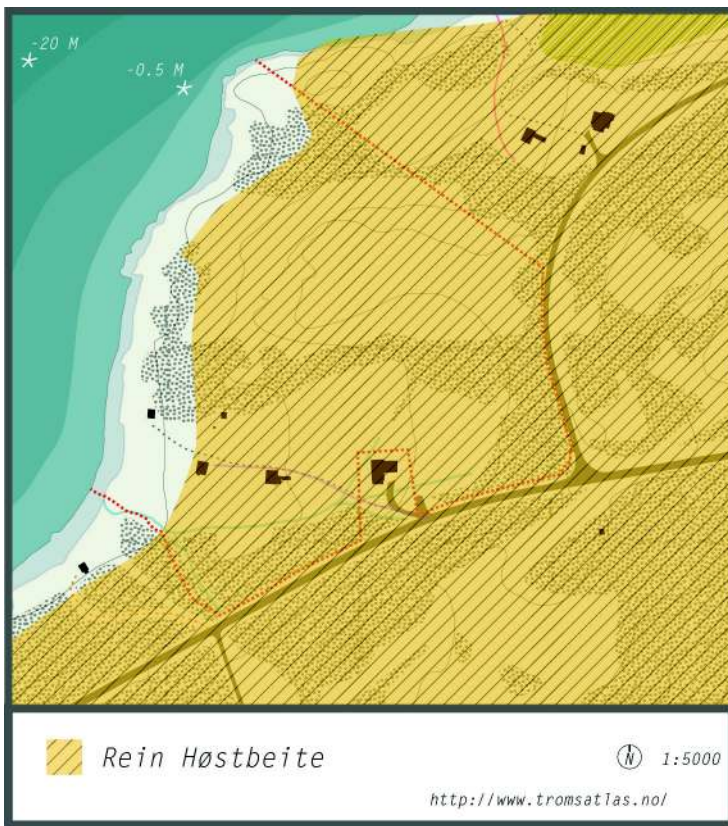 -20 M
-0.5 M
Rein Høstbeite
N
1:5000
http://www.tromsatlas.no/